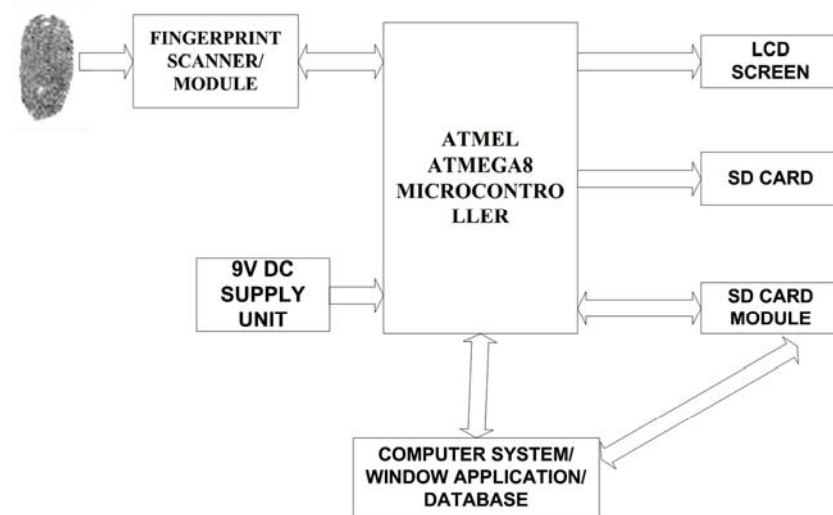 FINGERPRINT
SCANNER/
MODULE
LCD
SCREEN
ATMEL
ATMEGA8
MICROCONTRO
LLER
SD CARD
9V DC
SUPPLY
UNIT
SD CARD
MODULE
COMPUTER SYSTEM/
WINDOW APPLICATION/
DATABASE